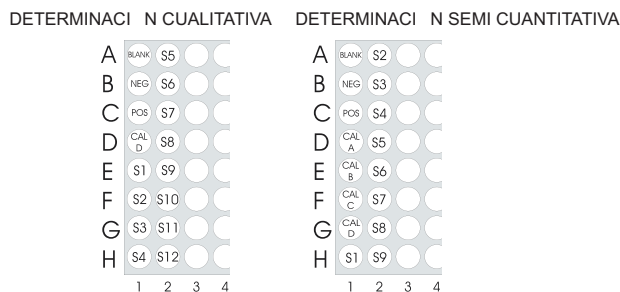 DETERMINACI N CUALITATIVA
A BLANK S5
B NEG S6
C POS S7
D CAL D S8
E S1 S9
F S2 S10
G S3 S11
H S4 S12
1 2 3 4
DETERMINACI N SEMI CUANTITATIVA
A BLANK S2
B NEG S3
C POS S4
D CAL A S5
E CAL B S6
F CAL C S7
G CAL D S8
H S1 S9
1 2 3 4